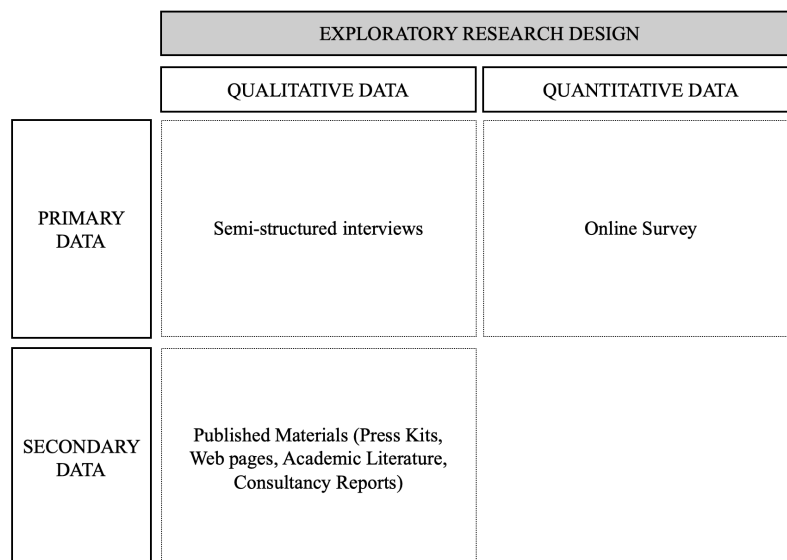 EXPLORATORY RESEARCH DESIGN
QUALITATIVE DATA
QUANTITATIVE DATA
PRIMARY
DATA
Semi-structured interviews
Online Survey
SECONDARY
DATA
Published Materials (Press Kits,
Web pages, Academic Literature,
Consultancy Reports)